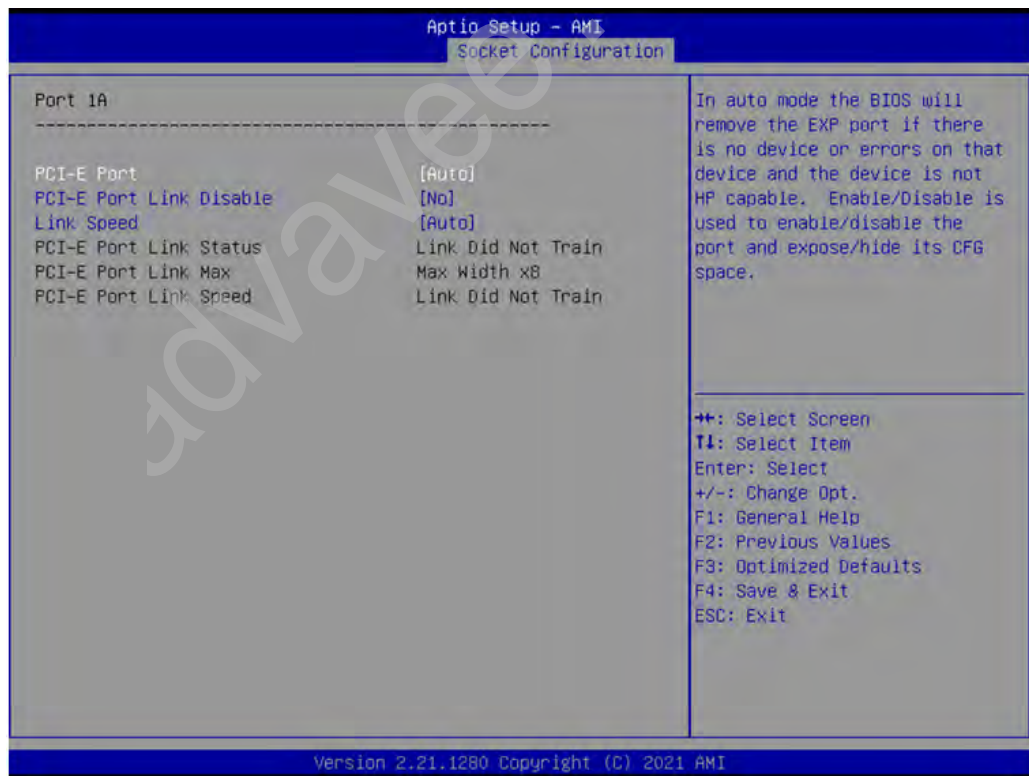 Aptio Setup – AMI
Socket Configuration
Port 1A
--------------------------------------------------
PCI-E Port [Auto]
PCI-E Port Link Disable [No]
Link Speed [Auto]
PCI-E Port Link Status Link Did Not Train
PCI-E Port Link Max Max Width x8
PCI-E Port Link Speed Link Did Not Train
In auto mode the BIOS will
remove the EXP port if there
is no device or errors on that
device and the device is not
HP capable. Enable/Disable is
used to enable/disable the
port and expose/hide its CFG
space.
→←: Select Screen
↑↓: Select Item
Enter: Select
+/-: Change Opt.
F1: General Help
F2: Previous Values
F3: Optimized Defaults
F4: Save & Exit
ESC: Exit
Version 2.21.1280 Copyright (C) 2021 AMI
advavee